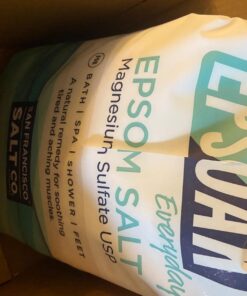 EPSOAK
Everyday
EPSOM SALT
Magnesium Sulfate USP
BATH | SPA | SHOWER | FEET
A natural remedy for soothing
tired and aching muscles.
SAN FRANCISCO
SALT CO.